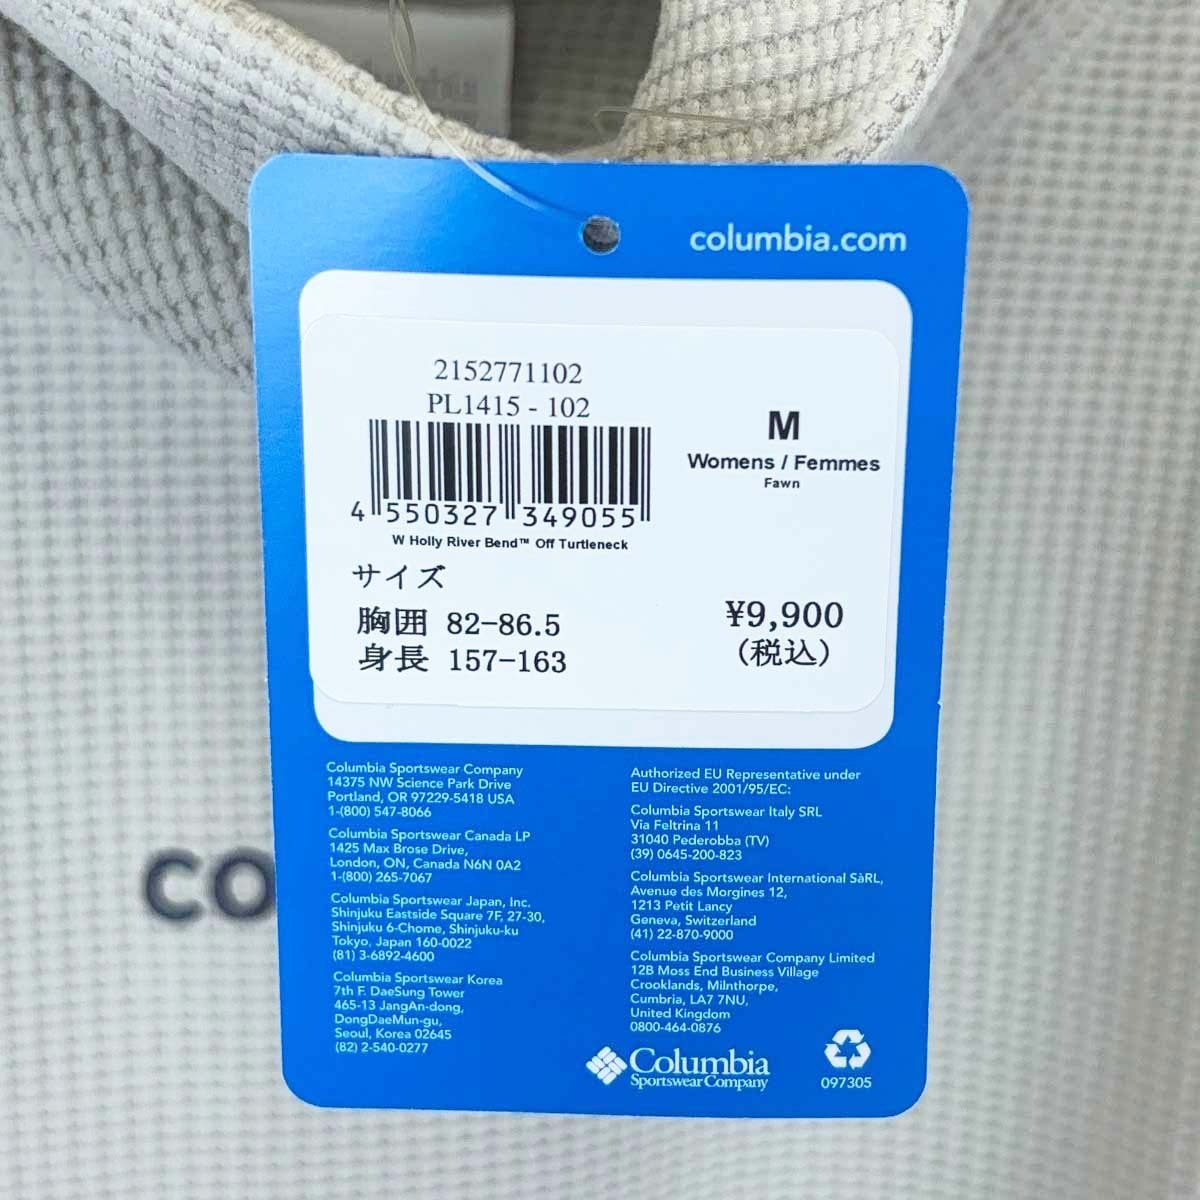 columbia.com
2152771102
PL1415 - 102
4 550327 349055
W Holly River Bend™ Off Turtleneck
M
Womens / Femmes
Fawn
サイズ
胸囲 82-86.5
身長 157-163
¥9,900
(税込)
Columbia Sportswear Company
14375 NW Science Park Drive
Portland, OR 97229-5418 USA
1-(800) 547-8066
Columbia Sportswear Canada LP
1425 Max Brose Drive,
London, ON, Canada N6N 0A2
1-(800) 265-7067
Columbia Sportswear Japan, Inc.
Shinjuku Eastside Square 7F, 27-30,
Shinjuku 6-Chome, Shinjuku-ku
Tokyo, Japan 160-0022
(81) 3-6892-4600
Columbia Sportswear Korea
7th F. DaeSung Tower
465-13 JangAn-dong,
DongDaeMun-gu,
Seoul, Korea 02645
(82) 2-540-0277
Authorized EU Representative under
EU Directive 2001/95/EC:
Columbia Sportswear Italy SRL
Via Feltrina 11
31040 Pederobba (TV)
(39) 0645-200-823
Columbia Sportswear International SàRL,
Avenue des Morgines 12,
1213 Petit Lancy
Geneva, Switzerland
(41) 22-870-9000
Columbia Sportswear Company Limited
12B Moss End Business Village
Crooklands, Milnthorpe,
Cumbria, LA7 7NU,
United Kingdom
0800-464-0876
Columbia
Sportswear Company
097305
CO